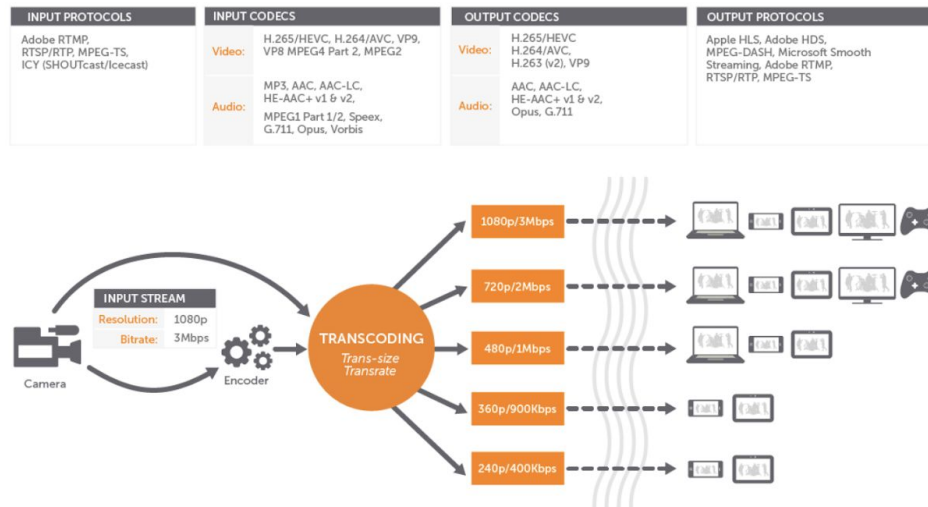 INPUT PROTOCOLS
Adobe RTMP,
RTSP/RTP, MPEG-TS,
ICY (SHOUTcast/Icecast)
INPUT CODECS
Video:
H.265/HEVC, H.264/AVC, VP9,
VP8 MPEG4 Part 2, MPEG2
Audio:
MP3, AAC, AAC-LC,
HE-AAC+ v1 & v2,
MPEG1 Part 1/2, Speex,
G.711, Opus, Vorbis
OUTPUT CODECS
Video:
H.265/HEVC
H.264/AVC,
H.263 (v2), VP9
Audio:
AAC, AAC-LC,
HE-AAC+ v1 & v2,
Opus, G.711
OUTPUT PROTOCOLS
Apple HLS, Adobe HDS,
MPEG-DASH, Microsoft Smooth
Streaming, Adobe RTMP,
RTSP/RTP, MPEG-TS
INPUT STREAM
Resolution: 1080p
Bitrate: 3Mbps
Camera
Encoder
TRANSCODING
Trans-size
Transrate
1080p/3Mbps
720p/2Mbps
480p/1Mbps
360p/900Kbps
240p/400Kbps